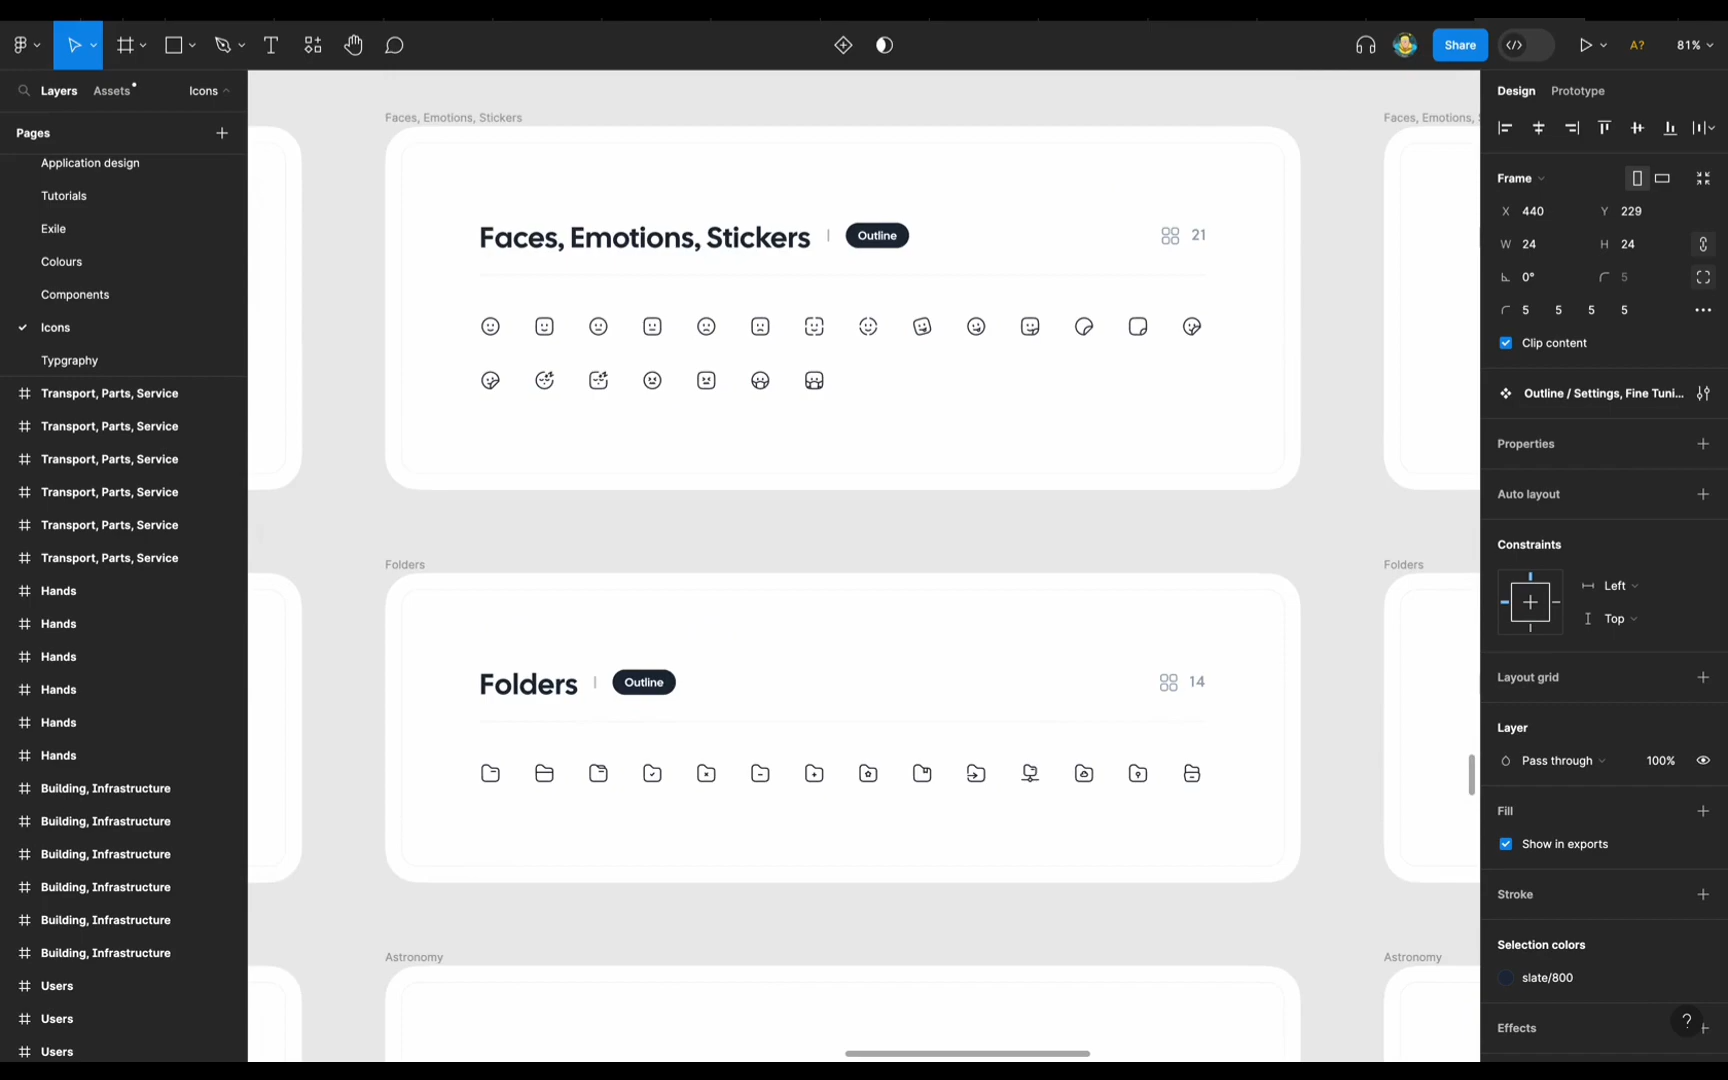 Share
A?
81%
Layers
Assets
Icons
Pages
Application design
Tutorials
Exile
Colours
Components
Icons
Typgraphy
Transport, Parts, Service
Transport, Parts, Service
Transport, Parts, Service
Transport, Parts, Service
Transport, Parts, Service
Transport, Parts, Service
Hands
Hands
Hands
Hands
Hands
Hands
Building, Infrastructure
Building, Infrastructure
Building, Infrastructure
Building, Infrastructure
Building, Infrastructure
Building, Infrastructure
Users
Users
Users
Faces, Emotions, Stickers
Faces, Emotions, Stickers
Outline
21
Folders
Folders
Outline
14
Astronomy
Faces, Emotions,
Folders
Astronomy
Design
Prototype
Frame
X 440
Y 229
W 24
H 24
0°
5
5 5 5 5
Clip content
Outline / Settings, Fine Tuni...
Properties
Auto layout
Constraints
Left
Top
Layout grid
Layer
Pass through
100%
Fill
Show in exports
Stroke
Selection colors
slate/800
Effects
?